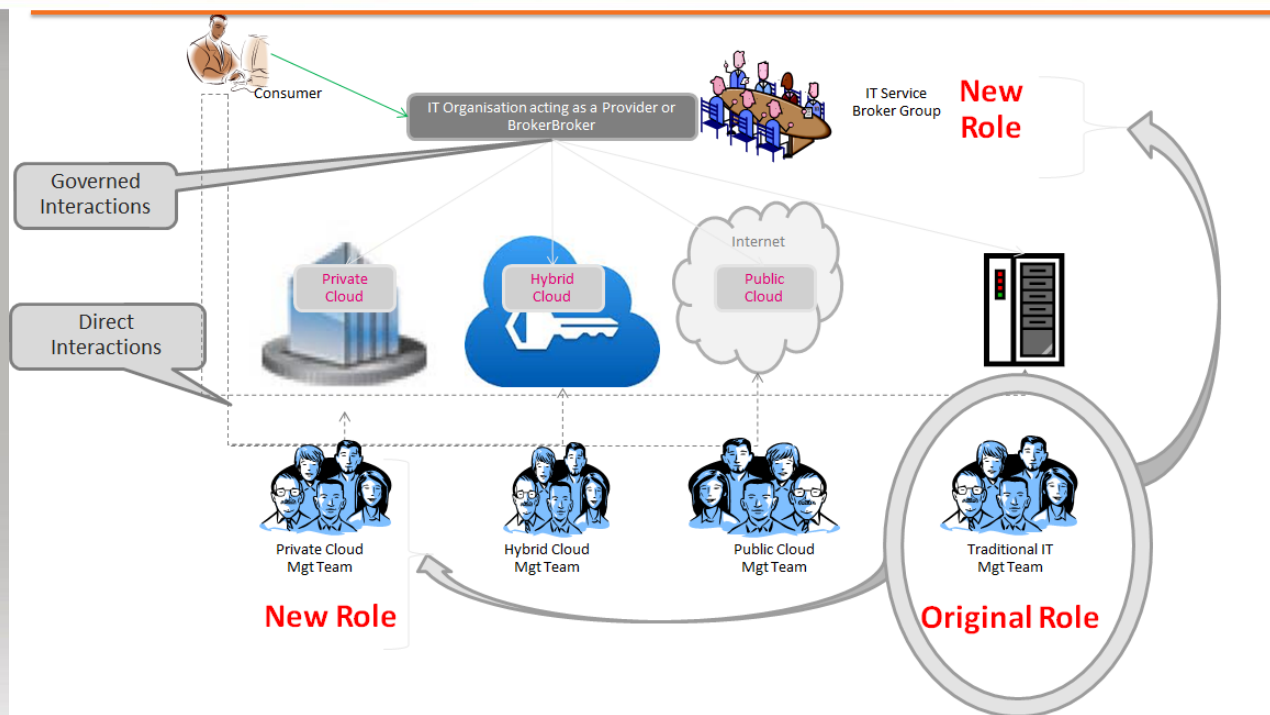 Consumer
IT Organisation acting as a Provider or
BrokerBroker
IT Service
Broker Group
New
Role
Governed
Interactions
Internet
Private
Cloud
Hybrid
Cloud
Public
Cloud
Direct
Interactions
Private Cloud
Mgt Team
Hybrid Cloud
Mgt Team
Public Cloud
Mgt Team
Traditional IT
Mgt Team
New Role
Original Role